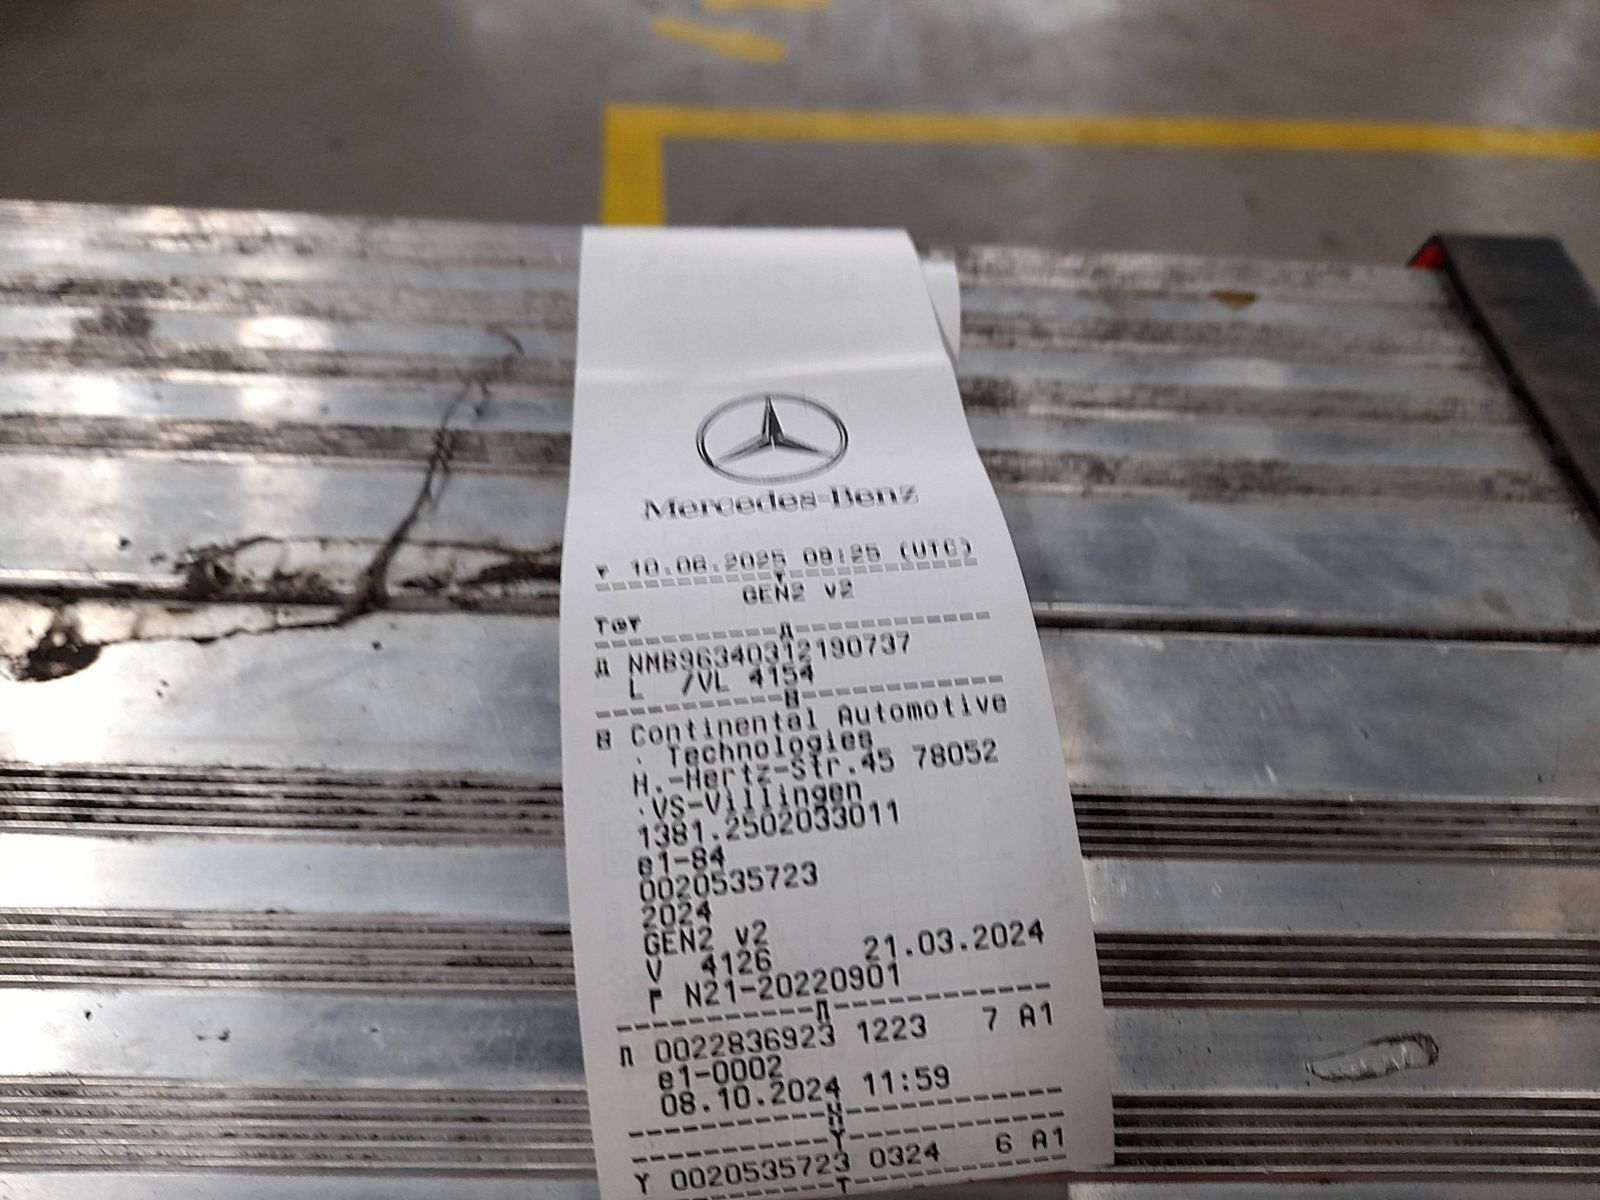 Mercedes-Benz
▼ 10.06.2025 09:25 (UTC)
▼
GEN2 v2
T⊕▼
Д
Д NMB96340312190737
L /VL 4154
B
B Continental Automotive
. Technologies
H.-Hertz-Str.45 78052
.VS-Villingen
1381.2502033011
e1-84
0020535723
2024
GEN2 v2
V 4126 21.03.2024
Г N21-20220901
П
П 0022836923 1223 7 A1
e1-0002
08.10.2024 11:59
Y
Y 0020535723 0324 6 A1
T